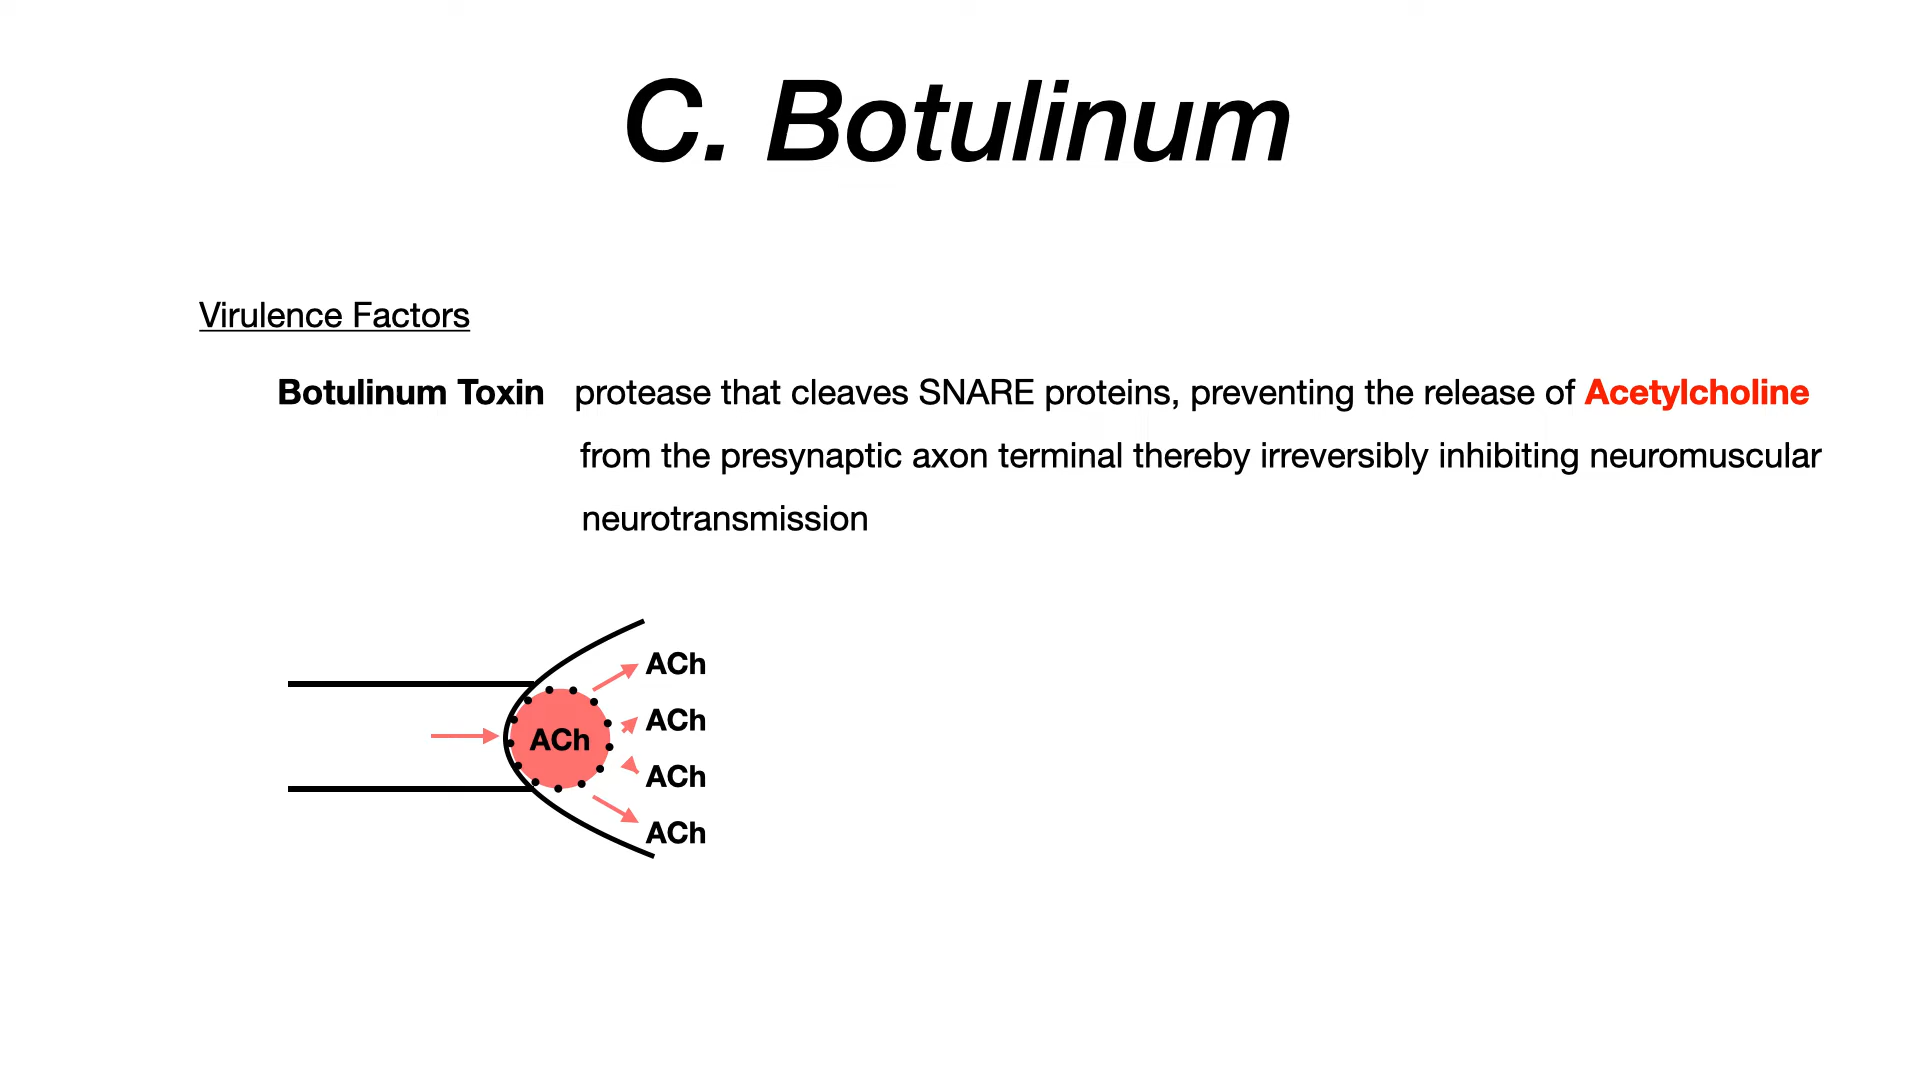 C. Botulinum
Virulence Factors
Botulinum Toxin protease that cleaves SNARE proteins, preventing the release of Acetylcholine
from the presynaptic axon terminal thereby irreversibly inhibiting neuromuscular
neurotransmission
ACh
ACh
ACh
ACh
ACh